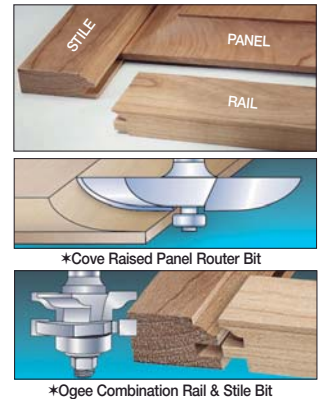 STILE
PANEL
RAIL
✶Cove Raised Panel Router Bit
✶Ogee Combination Rail & Stile Bit